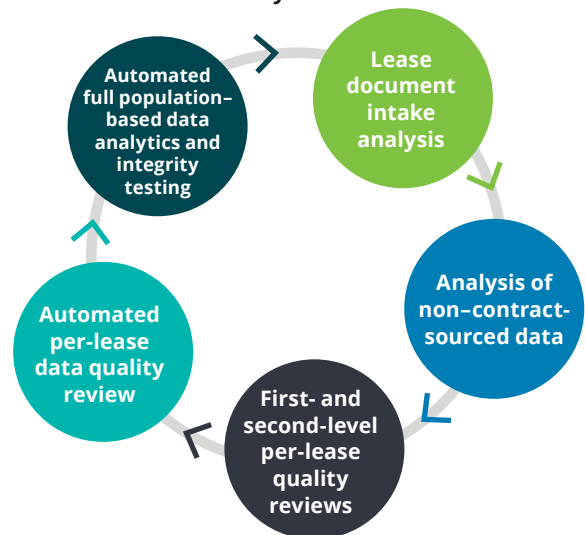 Automated
full population–
based data
analytics and
integrity
testing
Lease
document
intake
analysis
Analysis of
non–contract-
sourced data
First- and
second-level
per-lease
quality
reviews
Automated
per-lease
data quality
review